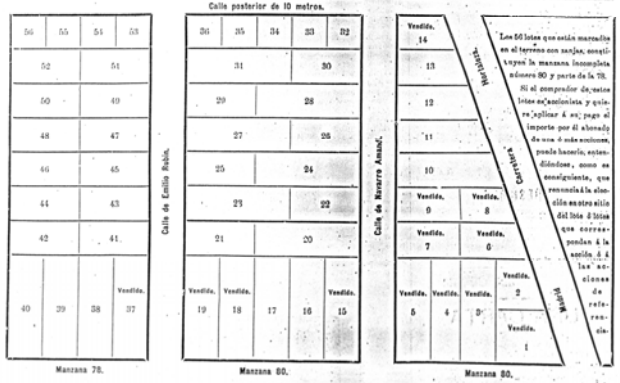 Calle posterior de 10 metros.
56 55 54 53
52 51
50 49
48 47
46 45
44 43
42 41.
Vendido.
40 39 38 37
Manzana 78.
Calle de Emilio Rubín.
36 35 34 33 32
31 30
29 28
27 26
25 24
23 22
21 20
Vendido. Vendido. Vendido.
19 18 17 16 15
Manzana 80.
Calle de Navarro Amandi.
Vendido.
14
13
12
11
10
Vendido. Vendido.
9 8
Vendido. Vendido.
7 6
Vendido. Vendido. Vendido.
5 4 3
Vendido.
2
Vendido.
1
Manzana 80.
Hortaleza.
Carretera
Madrid
Los 56 lotes que están marcados
en el terreno con zanjas, consti-
tuyen la manzana incompleta
número 80 y parte de la 78.
Si el comprador de estos
lotes es accionista y quie-
re aplicar á su pago el
importe por él abonado
de una ó más acciones,
puede hacerlo, enten-
diéndose, como es
consiguiente, que
renuncia á la elec-
ción en otro sitio
del lote ó lotes
que corres-
pondan á la
acción ó á
las ac-
ciones
de
refe-
ren-
cia.